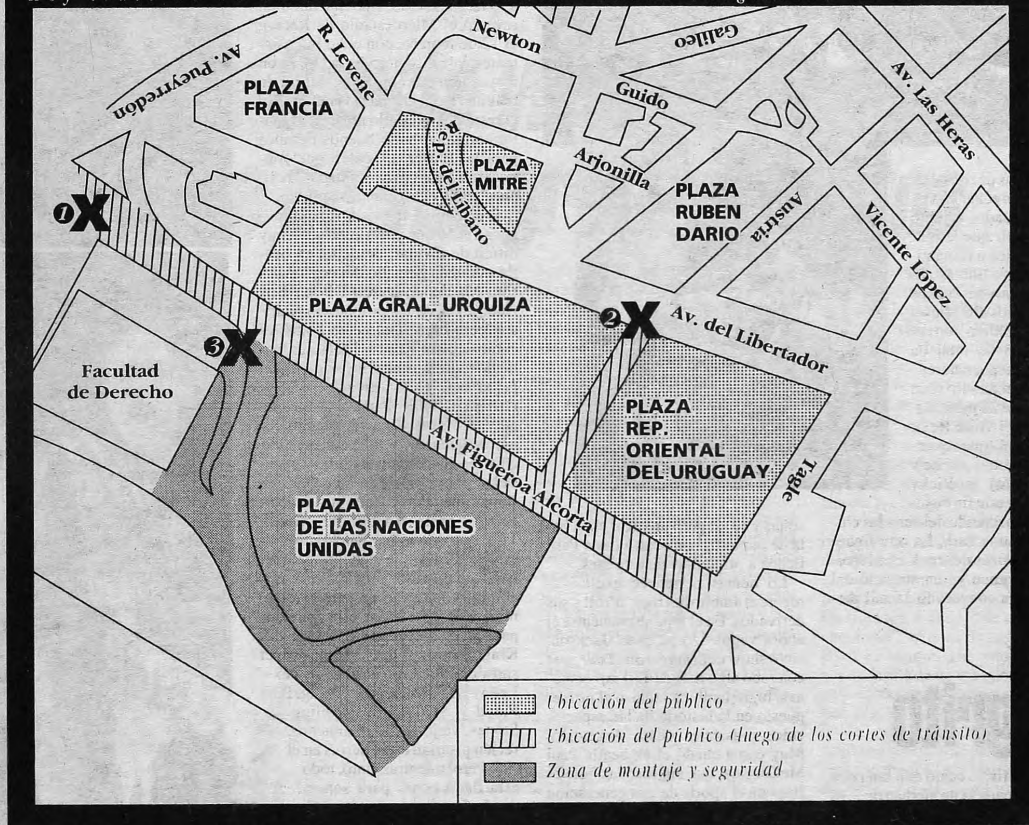 Newton
Galileo
Av. Pueyrredón
R. Levene
PLAZA
FRANCIA
Guido
Av. Las Heras
Rep. del Líbano
PLAZA
MITRE
Arjonilla
PLAZA
RUBEN
DARIO
Austria
Vicente López
1 X
PLAZA GRAL. URQUIZA
2 X
Av. del Libertador
3 X
Facultad
de Derecho
PLAZA
REP.
ORIENTAL
DEL URUGUAY
Tagle
Av. Figueroa Alcorta
PLAZA
DE LAS NACIONES
UNIDAS
Ubicación del público
Ubicación del público (luego de los cortes de tránsito)
Zona de montaje y seguridad